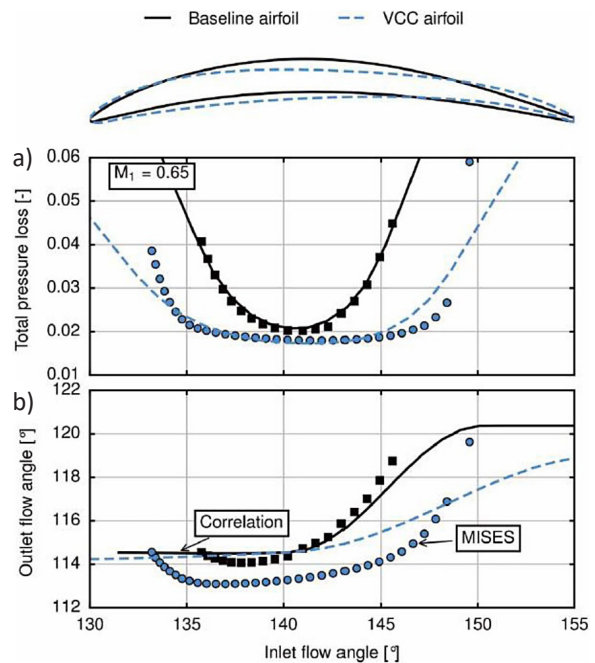 Baseline airfoil VCC airfoil
a)
M1 = 0.65
Total pressure loss [-]
0.06
0.05
0.04
0.03
0.02
0.01
b)
Outlet flow angle [°]
122
120
118
116
114
112
Correlation
MISES
130 135 140 145 150 155
Inlet flow angle [°]